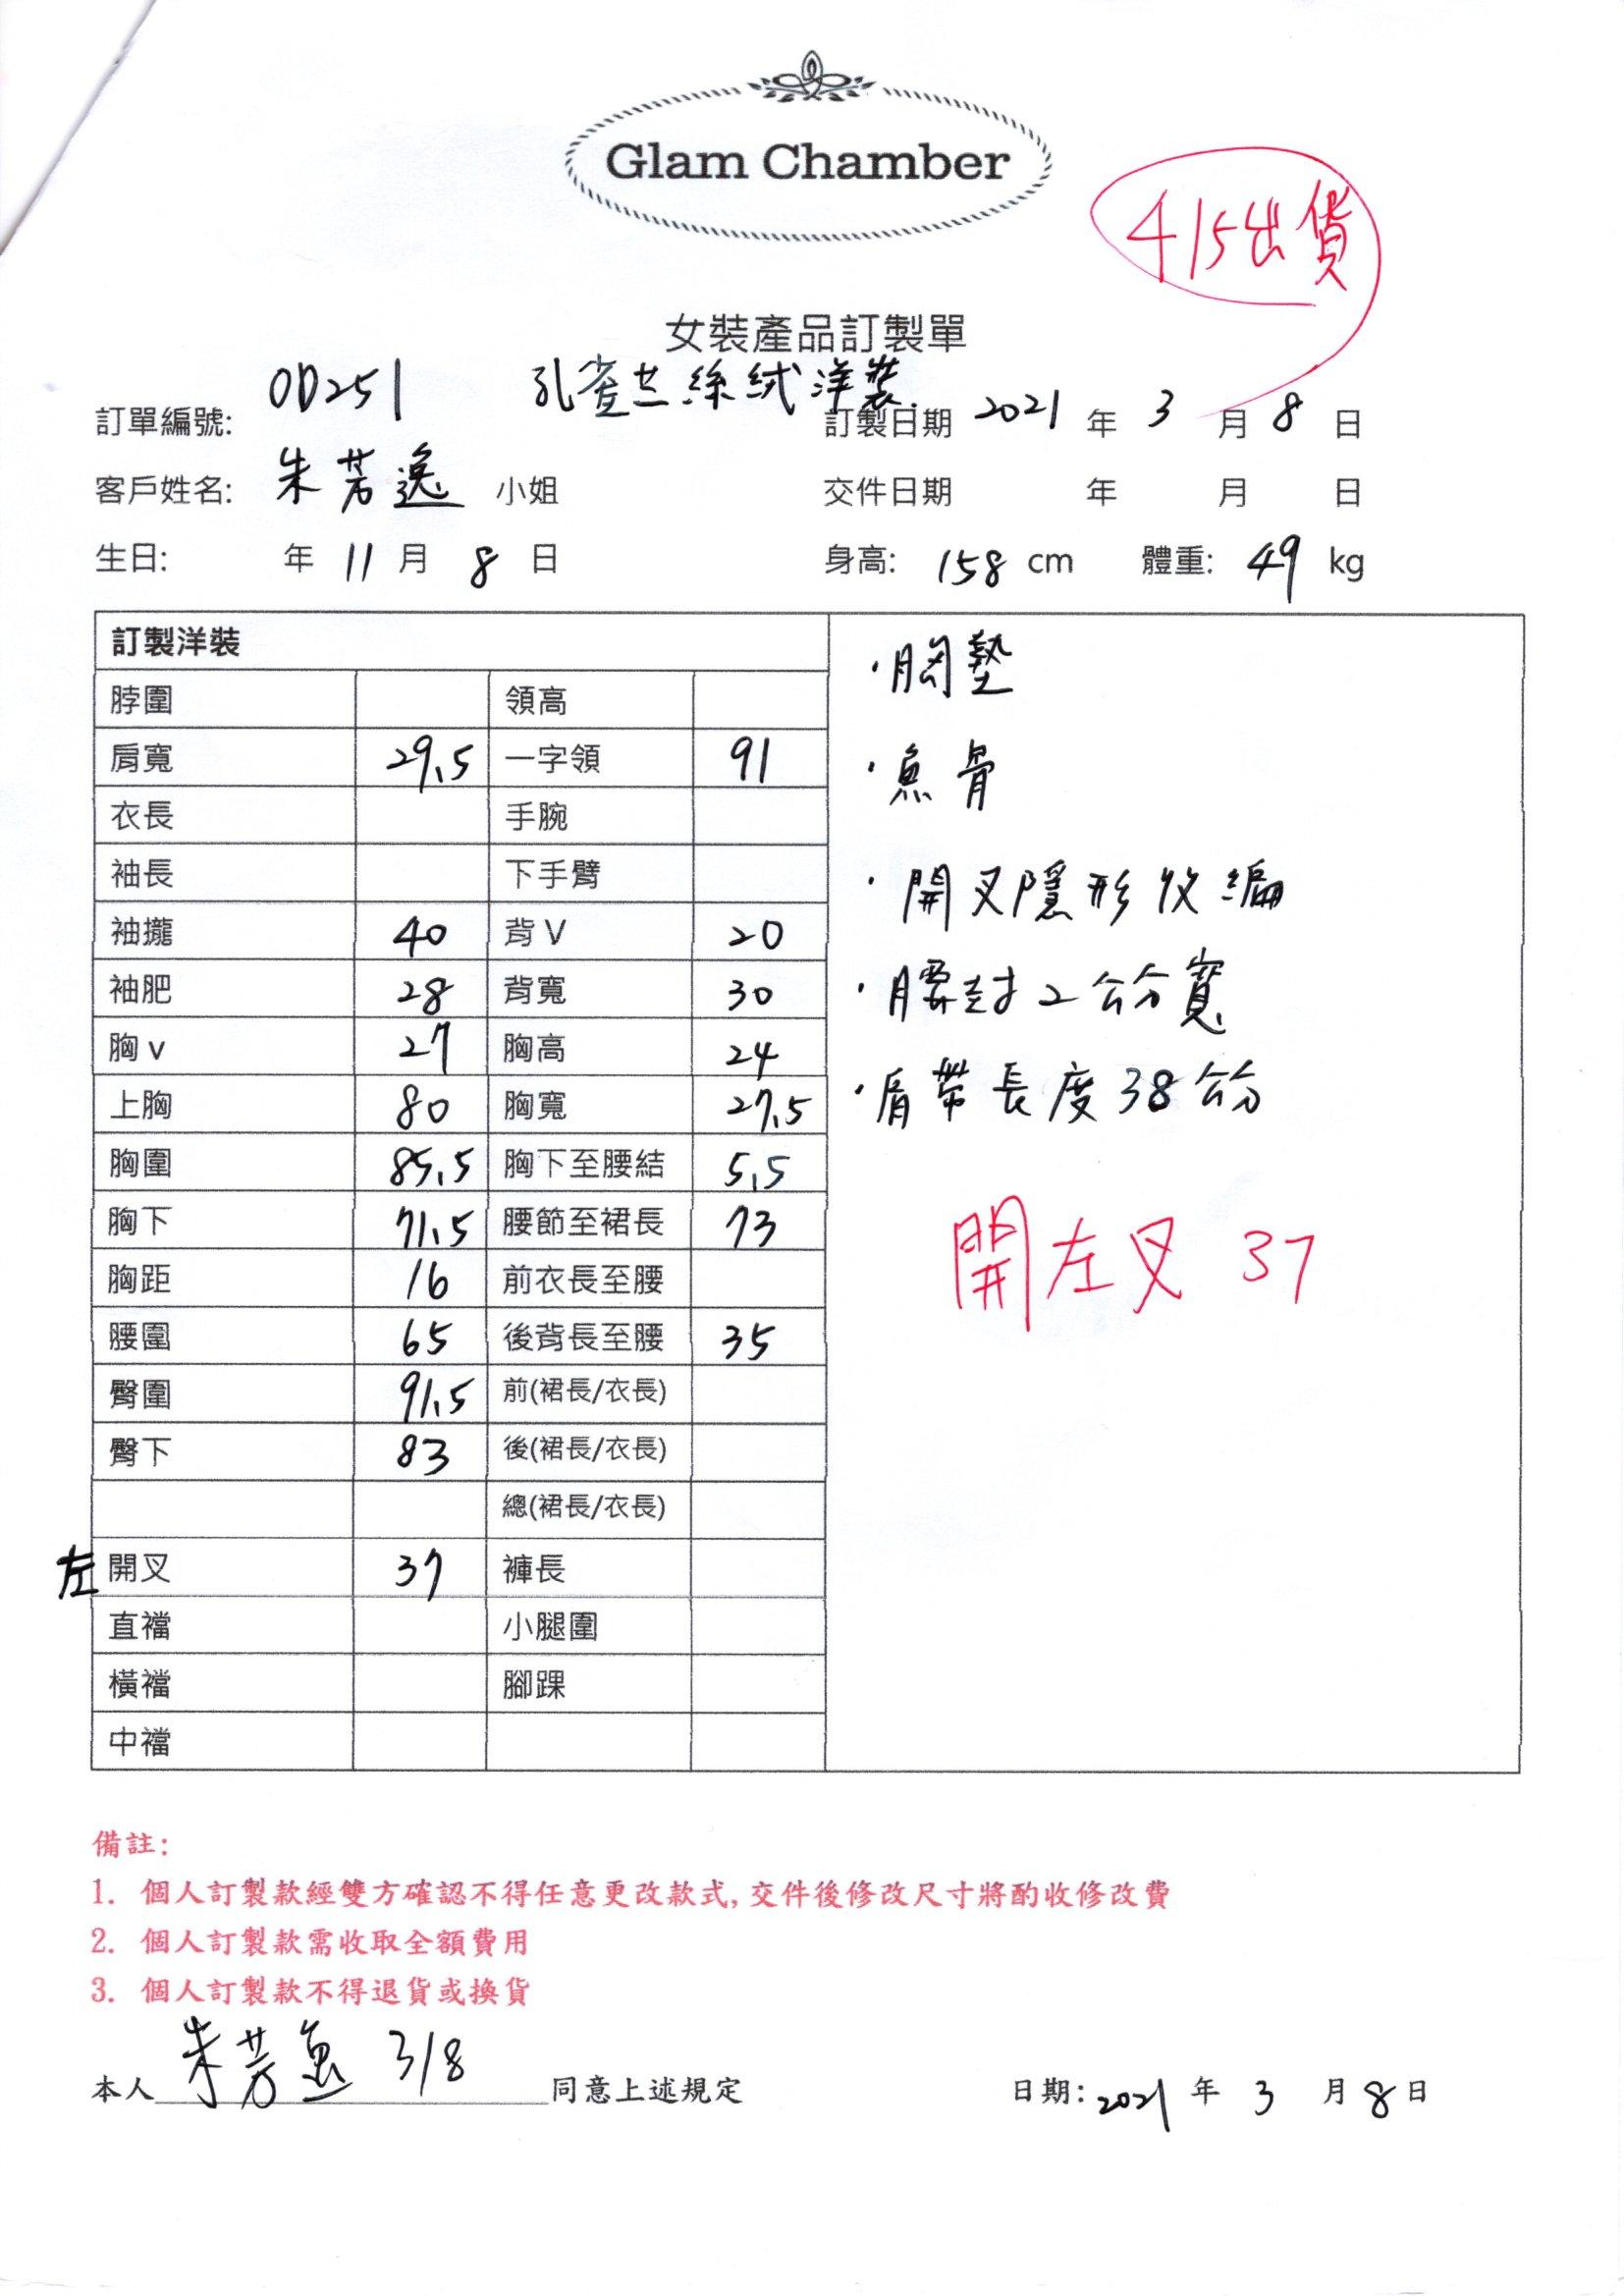 Glam Chamber
4/5出貨
女裝產品訂製單
訂單編號: OD251 孔雀兰絲絨洋裝. 訂製日期 2021 年 3 月 8 日
客戶姓名: 朱芳逸 小姐 交件日期 年 月 日
生日: 年 11 月 8 日 身高: 158 cm 體重: 49 kg
訂製洋裝
脖圍 領高
肩寬 29.5 一字領 91
衣長 手腕
袖長 下手臂
袖攏 40 背 V 20
袖肥 28 背寬 30
胸 v 27 胸高 24
上胸 80 胸寬 27.5
胸圍 85.5 胸下至腰結 5.5
胸下 71.5 腰節至裙長 73
胸距 16 前衣長至腰
腰圍 65 後背長至腰 35
臀圍 91.5 前(裙長/衣長)
臀下 83 後(裙長/衣長)
總(裙長/衣長)
左 開叉 37 褲長
直襠 小腿圍
橫襠 腳踝
中襠
·胸墊
·魚骨
·開叉隱形收編
·腰封2公分寬
·肩帶長度38公分
開左叉 37
備註:
1. 個人訂製款經雙方確認不得任意更改款式,交件後修改尺寸將酌收修改費
2. 個人訂製款需收取全額費用
3. 個人訂製款不得退貨或換貨
本人 朱芳逸 3/8 同意上述規定 日期: 2021 年 3 月 8 日